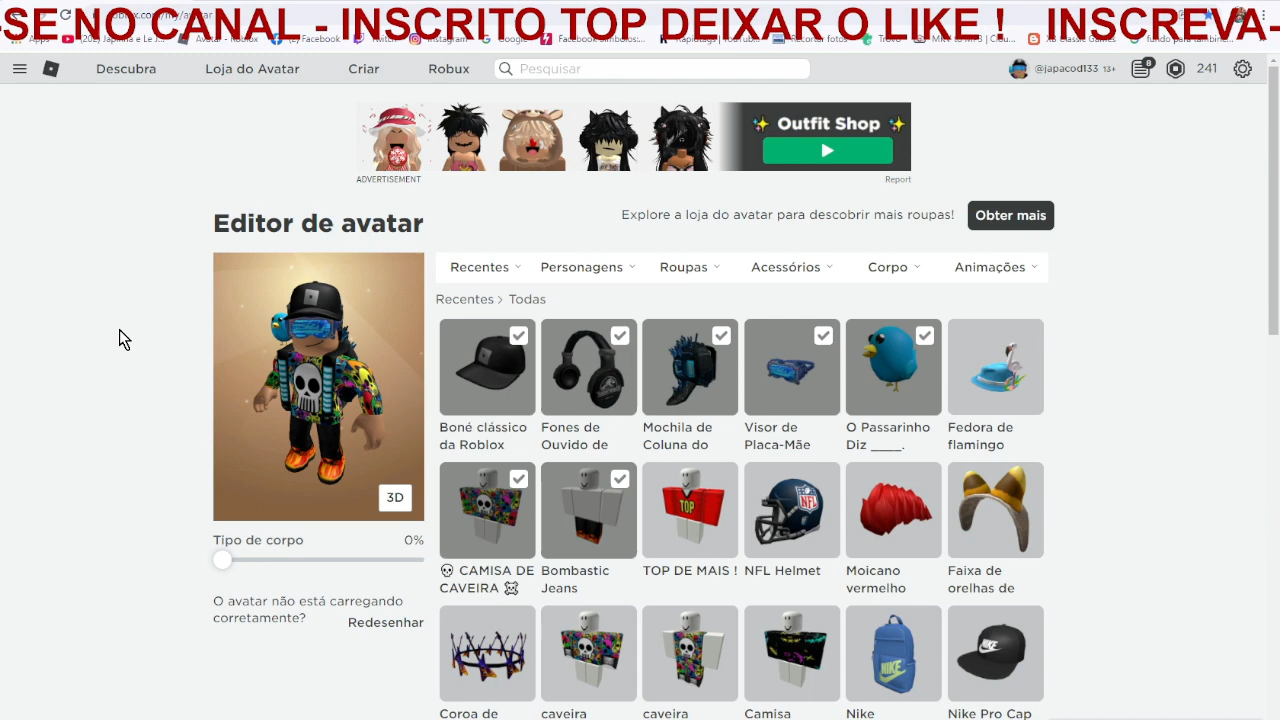 -SE NO CANAL - INSCRITO TOP DEIXAR O LIKE ! INSCREVA-
Descubra Loja do Avatar Criar Robux Pesquisar @japacod133 13+ 8 241
Outfit Shop
ADVERTISEMENT Report
Editor de avatar
Explore a loja do avatar para descobrir mais roupas! Obter mais
Recentes Personagens Roupas Acessórios Corpo Animações
Recentes > Todas
3D
Tipo de corpo 0%
O avatar não está carregando
corretamente? Redesenhar
Boné clássico
da Roblox
Fones de
Ouvido de
Mochila de
Coluna do
Visor de
Placa-Mãe
O Passarinho
Diz ____.
Fedora de
flamingo
TOP
NFL
💀 CAMISA DE
CAVEIRA ☠
Bombastic
Jeans
TOP DE MAIS !
NFL Helmet
Moicano
vermelho
Faixa de
orelhas de
NIKE
Coroa de
caveira
caveira
Camisa
Nike
Nike Pro Cap